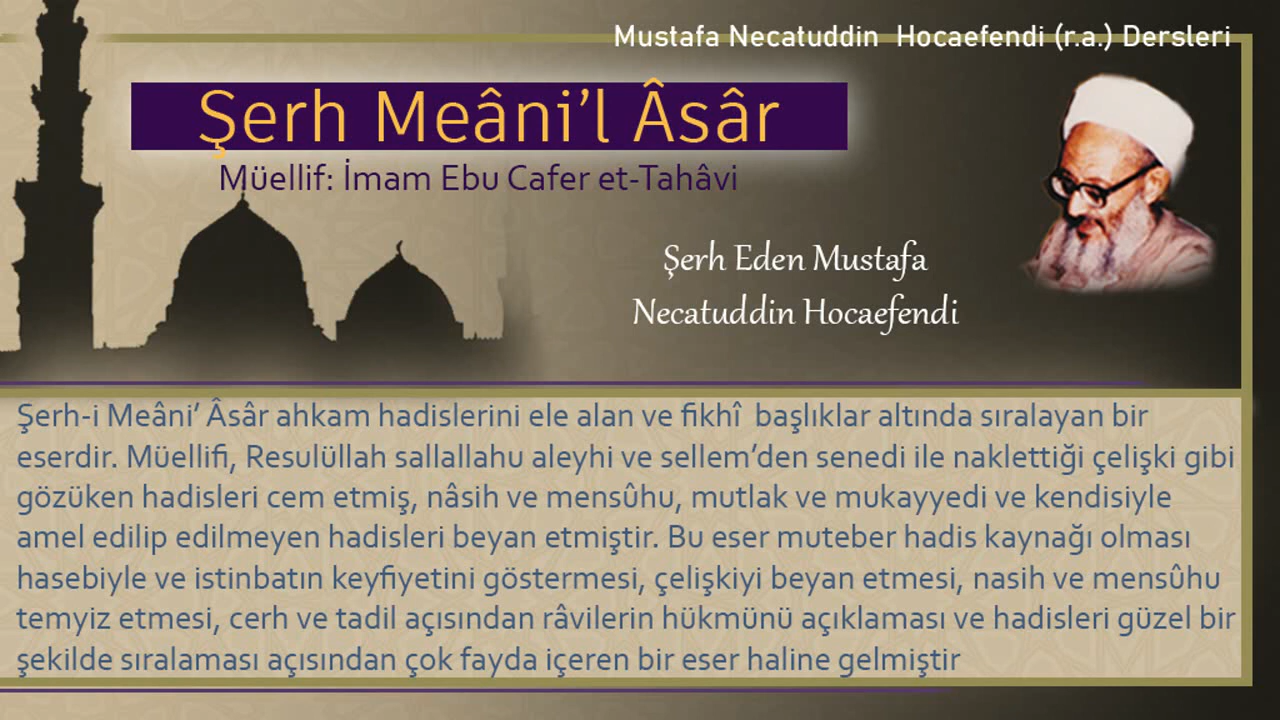 Mustafa Necatuddin Hocaefendi (r.a.) Dersleri
Şerh Meâni’l Âsâr
Müellif: İmam Ebu Cafer et-Tahâvi
Şerh Eden Mustafa
Necatuddin Hocaefendi
Şerh-i Meâni’ Âsâr ahkam hadislerini ele alan ve fikhî başlıklar altında sıralayan bir
eserdir. Müellifi, Resulüllah sallallahu aleyhi ve sellem’den senedi ile naklettiği çelişki gibi
gözüken hadisleri cem etmiş, nâsih ve mensûhu, mutlak ve mukayyedi ve kendisiyle
amel edilip edilmeyen hadisleri beyan etmiştir. Bu eser muteber hadis kaynağı olması
hasebiyle ve istinbatın keyfiyetini göstermesi, çelişkiyi beyan etmesi, nasih ve mensûhu
temyiz etmesi, cerh ve tadil açısından râvilerin hükmünü açıklaması ve hadisleri güzel bir
şekilde sıralaması açısından çok fayda içeren bir eser haline gelmiştir